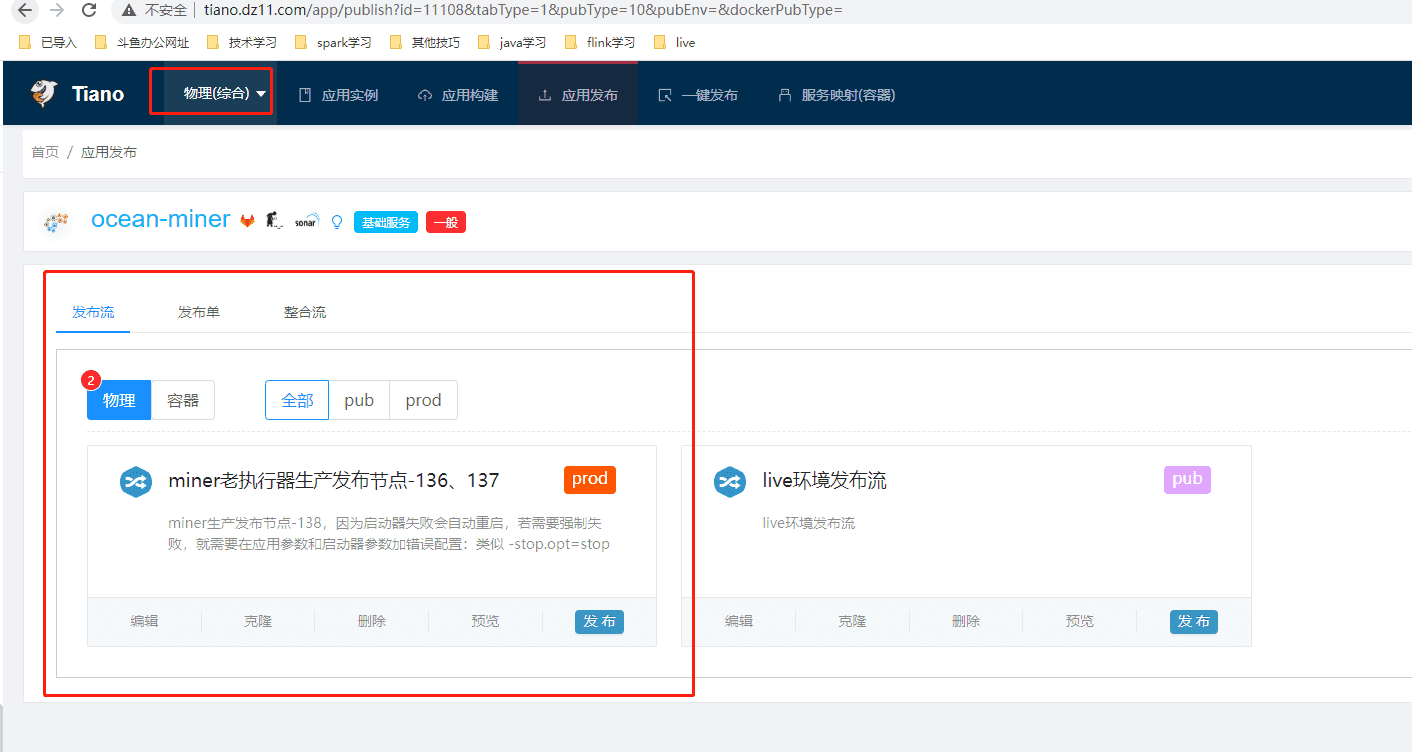 不安全 tiano.dz11.com/app/publish?id=11108&tabType=1&pubType=10&pubEnv=&dockerPubType=
已导入 斗鱼办公网址 技术学习 spark学习 其他技巧 java学习 flink学习 live
Tiano 物理(综合) 应用实例 应用构建 应用发布 一键发布 服务映射(容器)
首页 / 应用发布
ocean-miner sonar 基础服务 一般
发布流 发布单 整合流
2
物理 容器 全部 pub prod
miner老执行器生产发布节点-136、137 prod
miner生产发布节点-138，因为启动器失败会自动重启，若需要强制失
败，就需要在应用参数和启动器参数加错误配置：类似 -stop.opt=stop
编辑 克隆 删除 预览 发布
live环境发布流 pub
live环境发布流
编辑 克隆 删除 预览 发布